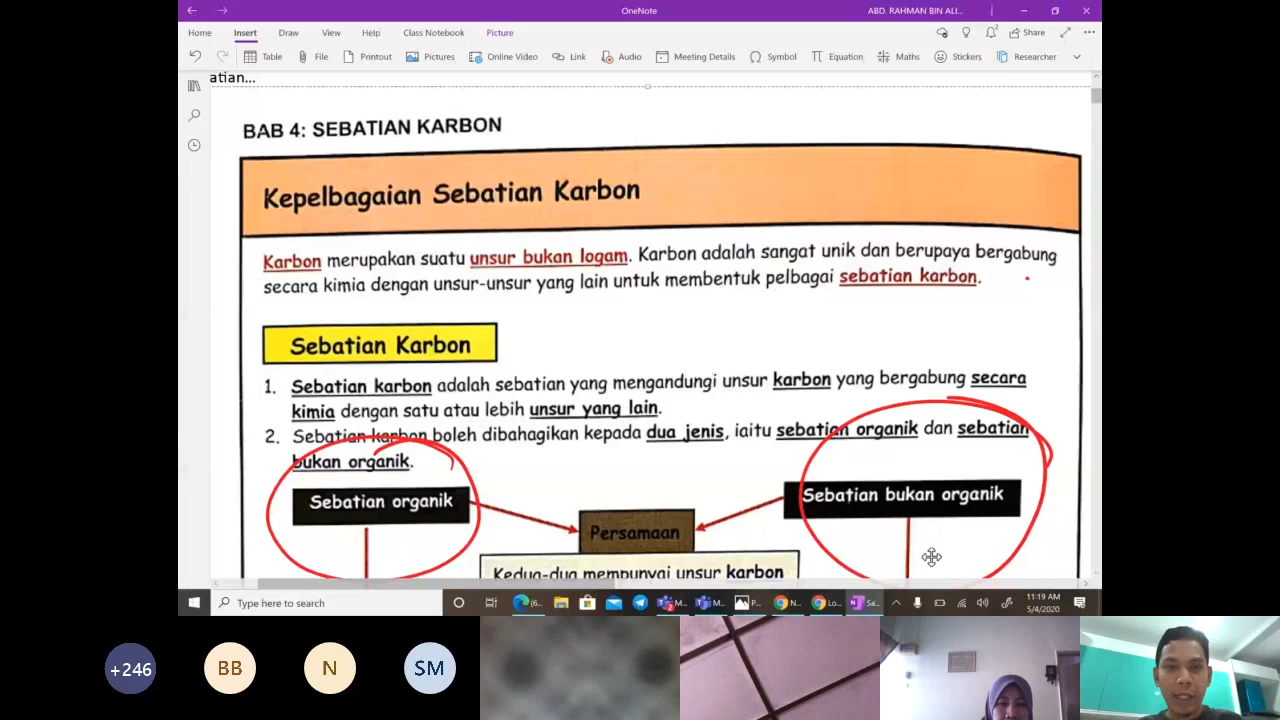 OneNote
ABD. RAHMAN BIN ALI...
Home Insert Draw View Help Class Notebook Picture Share
Table File Printout Pictures Online Video Link Audio Meeting Details Symbol Equation Maths Stickers Researcher
atian...
BAB 4: SEBATIAN KARBON
Kepelbagaian Sebatian Karbon
Karbon merupakan suatu unsur bukan logam. Karbon adalah sangat unik dan berupaya bergabung
secara kimia dengan unsur-unsur yang lain untuk membentuk pelbagai sebatian karbon.
Sebatian Karbon
1. Sebatian karbon adalah sebatian yang mengandungi unsur karbon yang bergabung secara
kimia dengan satu atau lebih unsur yang lain.
2. Sebatian karbon boleh dibahagikan kepada dua jenis, iaitu sebatian organik dan sebatian
bukan organik.
Sebatian organik
Sebatian bukan organik
Persamaan
Kedua-dua mempunyai unsur karbon
Type here to search
(6...
M...
M...
P...
N...
Lo...
Sa...
11:19 AM
5/4/2020
+246
BB
N
SM